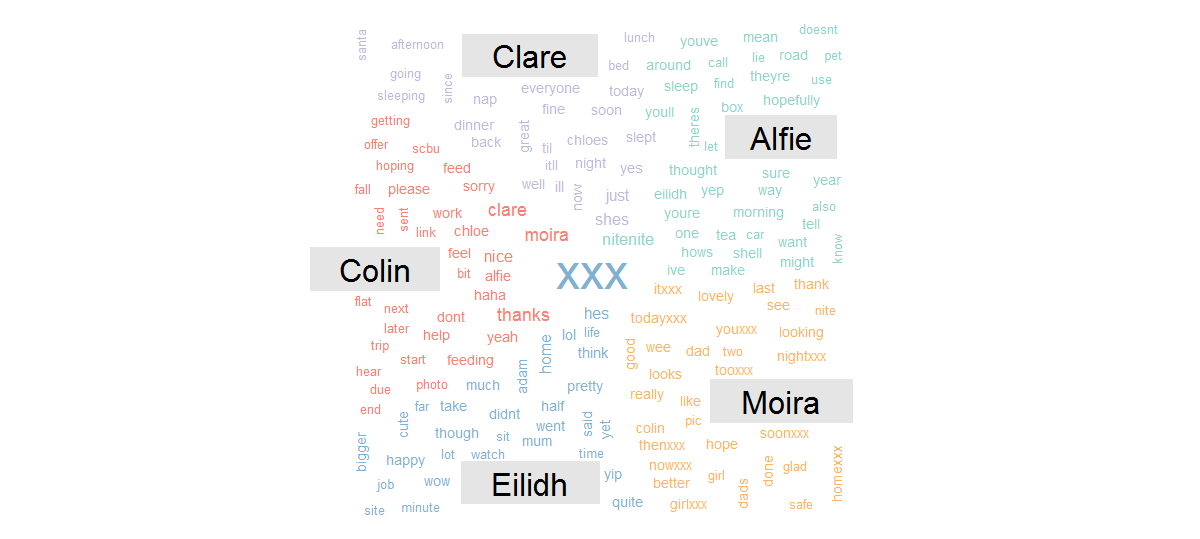 santa
afternoon
Clare
lunch
youve
mean
doesnt
going
bed
around
call
lie
road
pet
sleeping
since
nap
everyone
today
sleep
find
theyre
use
getting
dinner
fine
soon
youll
theres
box
hopefully
offer
scbu
back
great
til
chloes
slept
let
Alfie
hoping
feed
itll
night
yes
thought
sure
year
fall
please
sorry
well
ill
now
just
eilidh
yep
way
need
sent
work
clare
shes
youre
morning
also
link
chloe
moira
nitenite
one
tea
car
tell
want
know
Colin
feel
nice
hows
shell
might
bit
alfie
xxx
ive
make
haha
itxxx
lovely
last
thank
flat
next
dont
thanks
hes
todayxxx
see
nite
later
help
yeah
home
lol
life
youxxx
looking
trip
start
feeding
think
good
wee
dad
two
nightxxx
hear
due
photo
much
adam
pretty
looks
tooxxx
end
cute
far
take
didnt
half
really
like
Moira
bigger
though
sit
went
said
yet
colin
pic
soonxxx
mum
thenxxx
hope
happy
lot
watch
time
nowxxx
done
glad
homexxx
job
wow
Eilidh
yip
better
girl
dads
site
minute
quite
girlxxx
safe